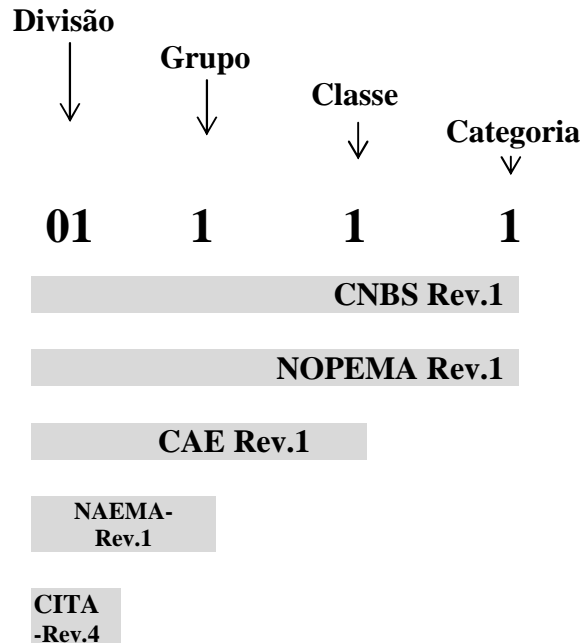 Divisão
Grupo
Classe
Categoria
01 1 1 1
CNBS Rev.1
NOPEMA Rev.1
CAE Rev.1
NAEMA-
Rev.1
CITA
-Rev.4